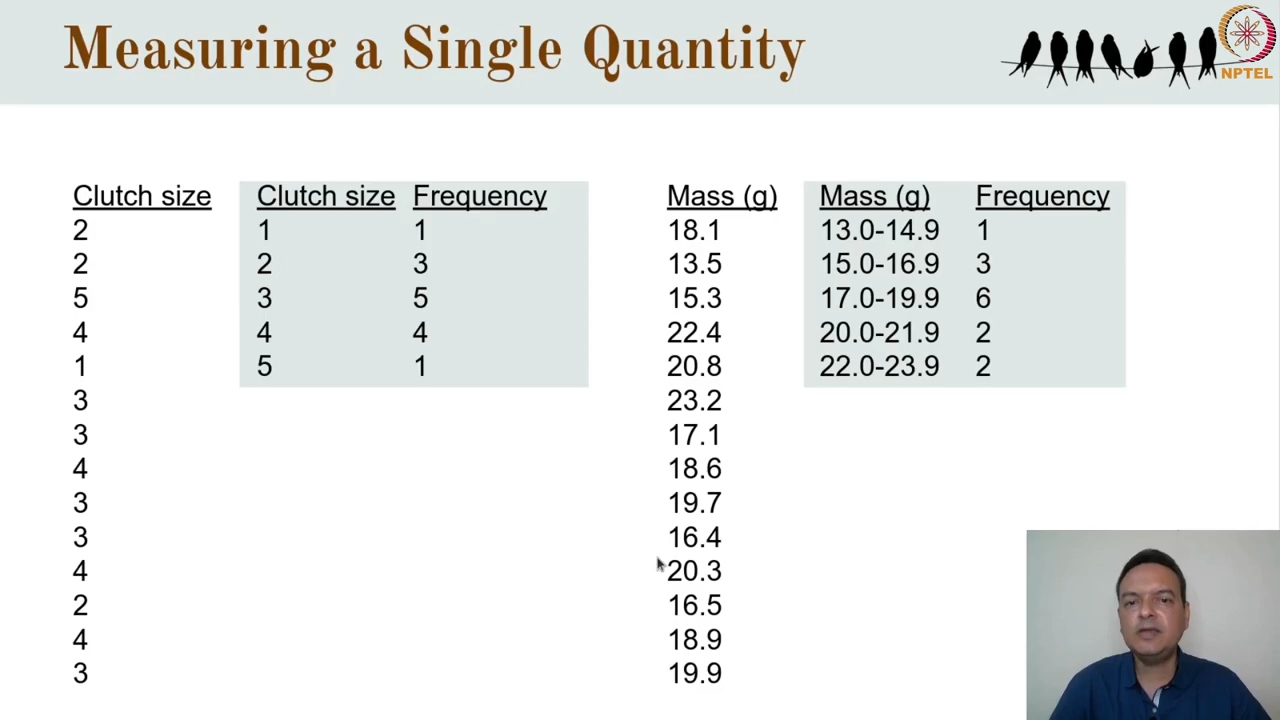 Measuring a Single Quantity
NPTEL
Clutch size Clutch size Frequency Mass (g) Mass (g) Frequency
2 1 1 18.1 13.0-14.9 1
2 2 3 13.5 15.0-16.9 3
5 3 5 15.3 17.0-19.9 6
4 4 4 22.4 20.0-21.9 2
1 5 1 20.8 22.0-23.9 2
3 23.2
3 17.1
4 18.6
3 19.7
3 16.4
4 20.3
2 16.5
4 18.9
3 19.9